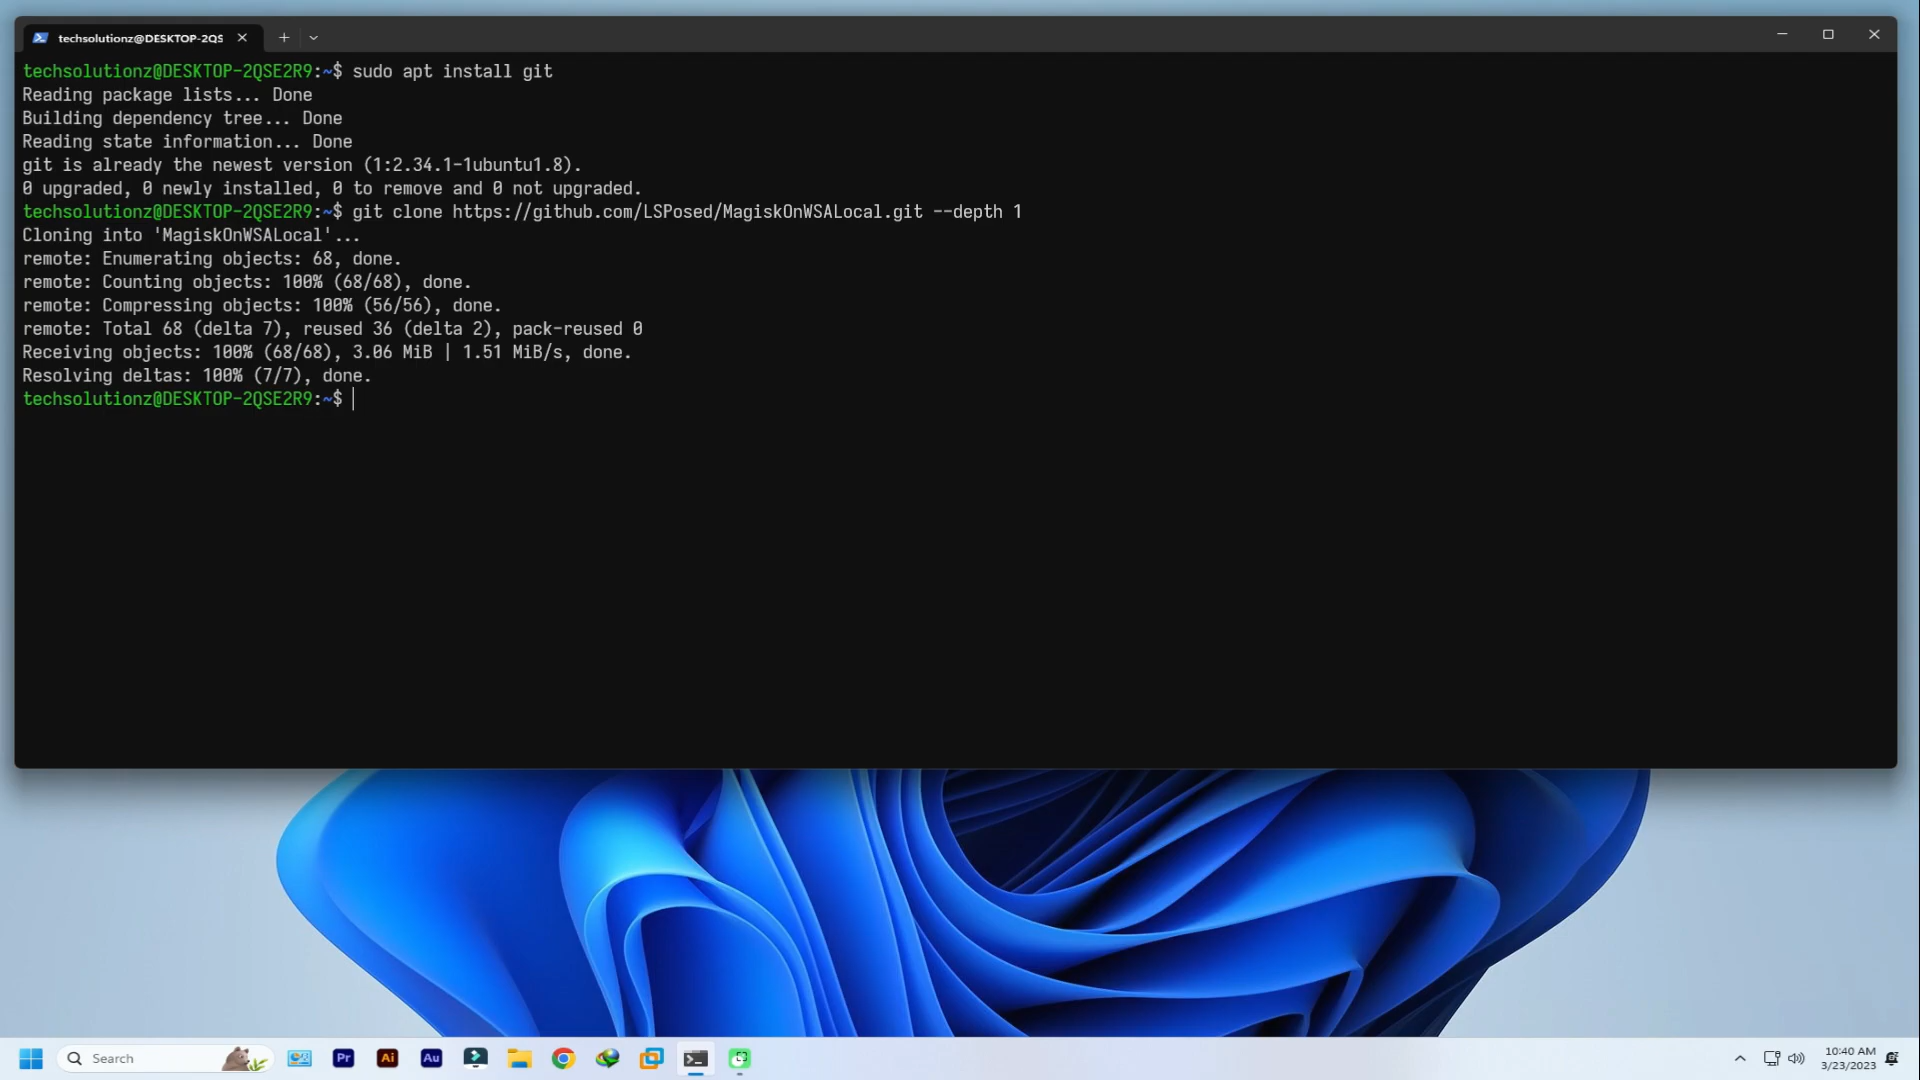 techsolutionz@DESKTOP-2QS
techsolutionz@DESKTOP-2QSE2R9:~$ sudo apt install git
Reading package lists... Done
Building dependency tree... Done
Reading state information... Done
git is already the newest version (1:2.34.1-1ubuntu1.8).
0 upgraded, 0 newly installed, 0 to remove and 0 not upgraded.
techsolutionz@DESKTOP-2QSE2R9:~$ git clone https://github.com/LSPosed/MagiskOnWSALocal.git --depth 1
Cloning into 'MagiskOnWSALocal'...
remote: Enumerating objects: 68, done.
remote: Counting objects: 100% (68/68), done.
remote: Compressing objects: 100% (56/56), done.
remote: Total 68 (delta 7), reused 36 (delta 2), pack-reused 0
Receiving objects: 100% (68/68), 3.06 MiB | 1.51 MiB/s, done.
Resolving deltas: 100% (7/7), done.
techsolutionz@DESKTOP-2QSE2R9:~$
Search
Pr
Ai
Au
10:40 AM
3/23/2023